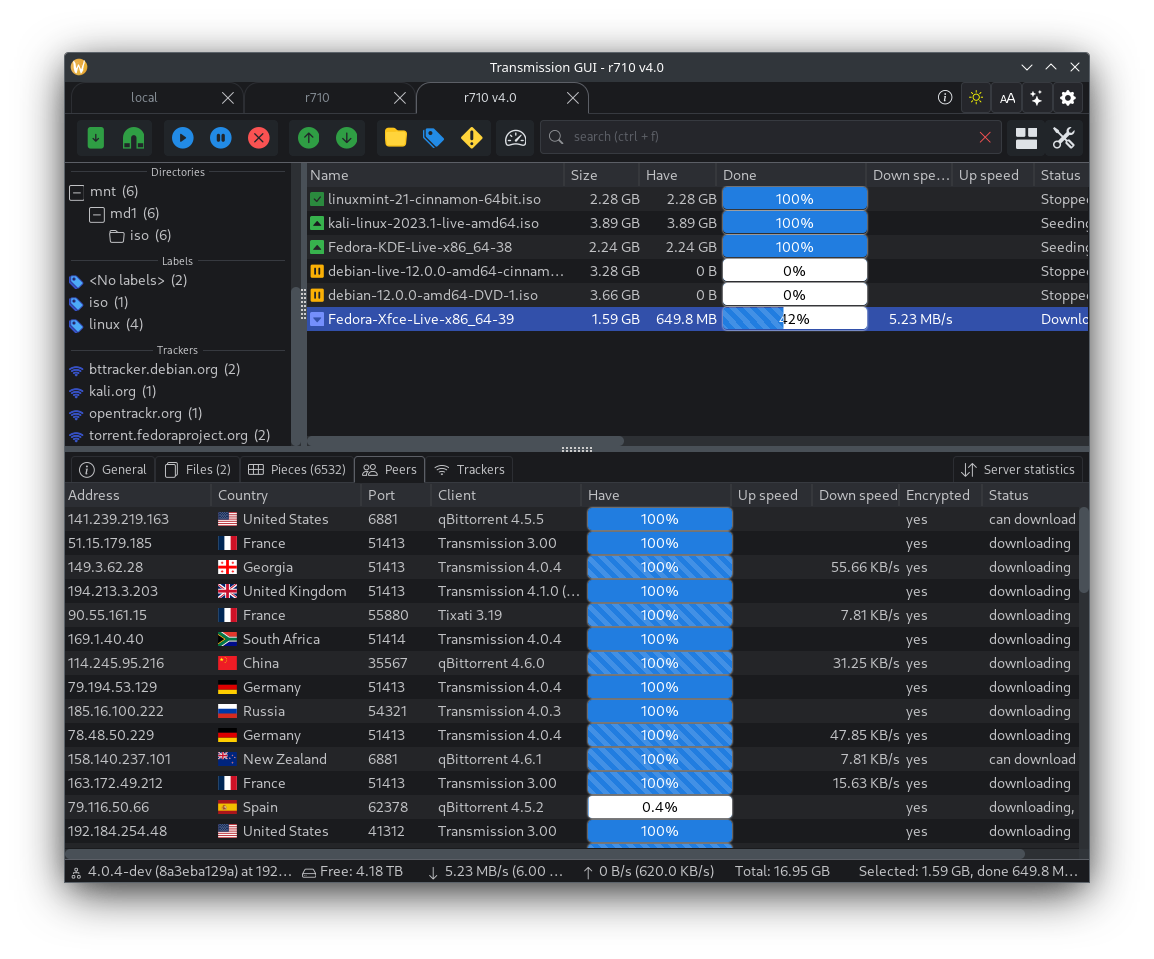 Transmission GUI - r710 v4.0
local r710 r710 v4.0
search (ctrl + f)
Directories
mnt (6)
md1 (6)
iso (6)
Labels
<No labels> (2)
iso (1)
linux (4)
Trackers
bttracker.debian.org (2)
kali.org (1)
opentrackr.org (1)
torrent.fedoraproject.org (2)
Name Size Have Done Down spe... Up speed Status
linuxmint-21-cinnamon-64bit.iso 2.28 GB 2.28 GB 100% Stoppe
kali-linux-2023.1-live-amd64.iso 3.89 GB 3.89 GB 100% Seeding
Fedora-KDE-Live-x86_64-38 2.24 GB 2.24 GB 100% Seeding
debian-live-12.0.0-amd64-cinnam... 3.28 GB 0 B 0% Stoppe
debian-12.0.0-amd64-DVD-1.iso 3.66 GB 0 B 0% Stoppe
Fedora-Xfce-Live-x86_64-39 1.59 GB 649.8 MB 42% 5.23 MB/s Downlo
General Files (2) Pieces (6532) Peers Trackers Server statistics
Address Country Port Client Have Up speed Down speed Encrypted Status
141.239.219.163 United States 6881 qBittorrent 4.5.5 100% yes can download
51.15.179.185 France 51413 Transmission 3.00 100% yes downloading
149.3.62.28 Georgia 51413 Transmission 4.0.4 100% 55.66 KB/s yes downloading
194.213.3.203 United Kingdom 51413 Transmission 4.1.0 (... 100% yes downloading
90.55.161.15 France 55880 Tixati 3.19 100% 7.81 KB/s yes downloading
169.1.40.40 South Africa 51414 Transmission 4.0.4 100% yes downloading
114.245.95.216 China 35567 qBittorrent 4.6.0 100% 31.25 KB/s yes downloading
79.194.53.129 Germany 51413 Transmission 4.0.4 100% yes downloading
185.16.100.222 Russia 54321 Transmission 4.0.3 100% yes downloading
78.48.50.229 Germany 51413 Transmission 4.0.4 100% 47.85 KB/s yes downloading
158.140.237.101 New Zealand 6881 qBittorrent 4.6.1 100% 7.81 KB/s yes can download
163.172.49.212 France 51413 Transmission 3.00 100% 15.63 KB/s yes downloading
79.116.50.66 Spain 62378 qBittorrent 4.5.2 0.4% yes downloading,
192.184.254.48 United States 41312 Transmission 3.00 100% yes downloading
4.0.4-dev (8a3eba129a) at 192... Free: 4.18 TB 5.23 MB/s (6.00 ... 0 B/s (620.0 KB/s) Total: 16.95 GB Selected: 1.59 GB, done 649.8 M...